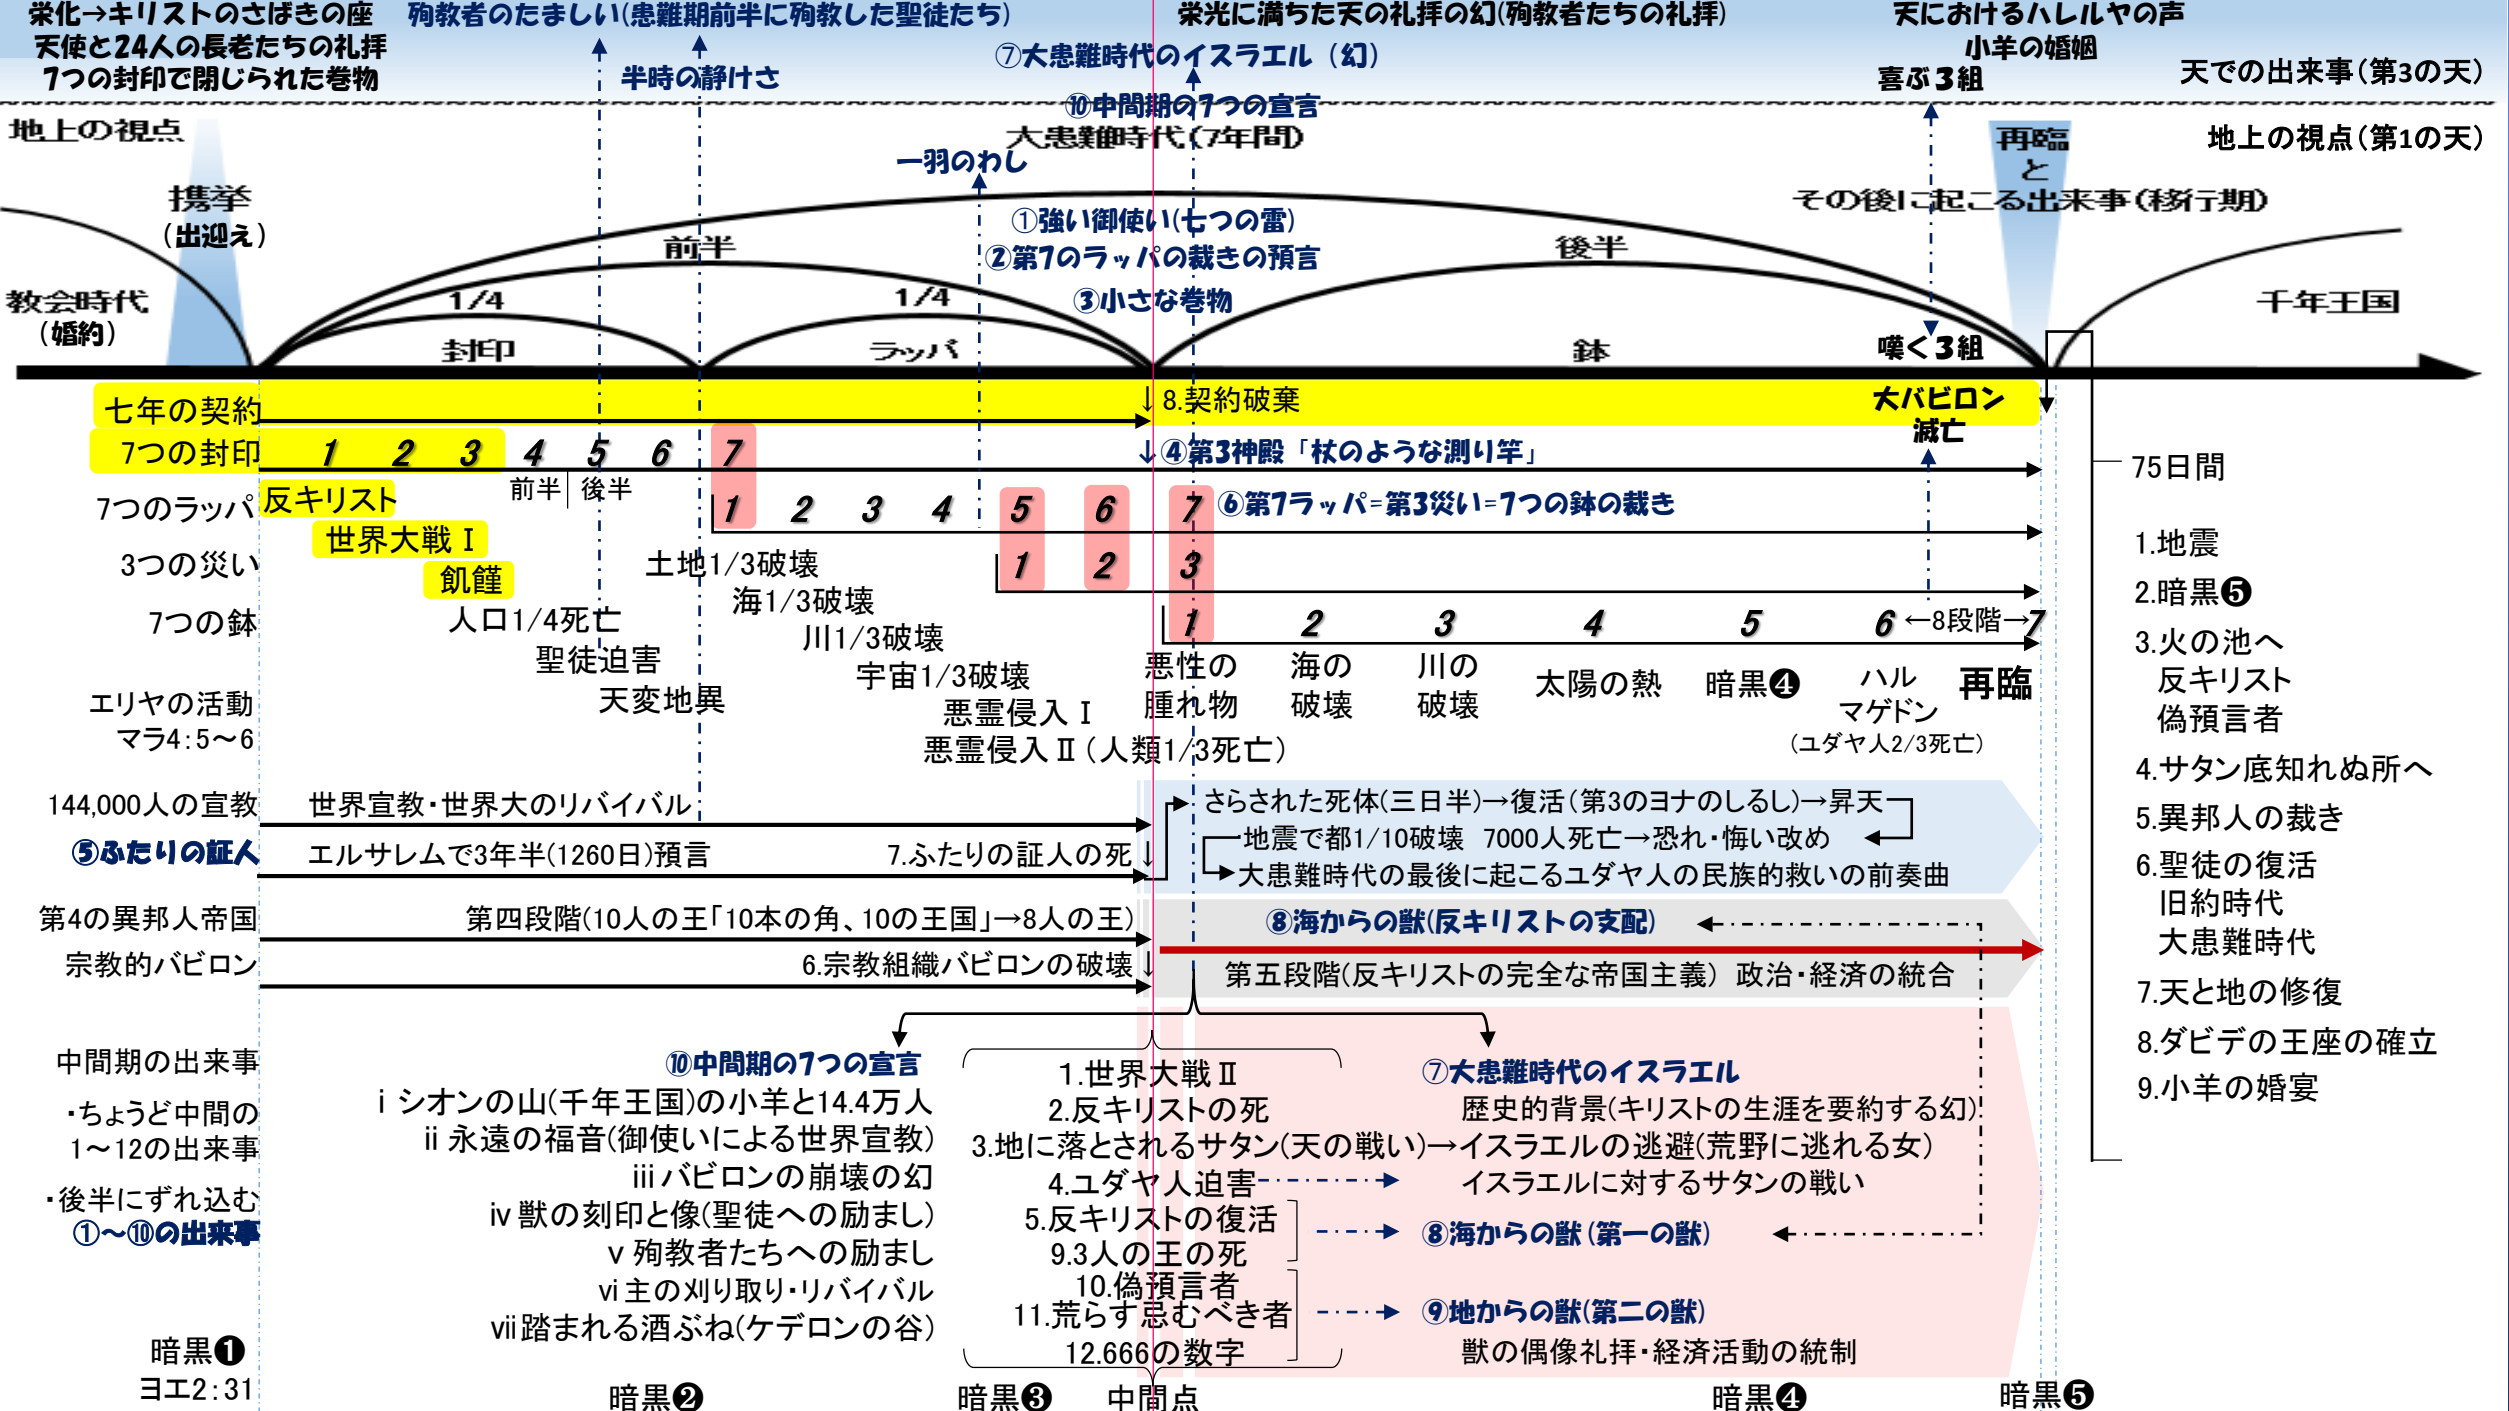 栄化→キリストのさばきの座
天使と24人の長老たちの礼拝
7つの封印で閉じられた巻物
殉教者のたましい(患難期前半に殉教した聖徒たち)
半時の静けさ
栄光に満ちた天の礼拝の幻(殉教者たちの礼拝)
⑦大患難時代のイスラエル（幻）
⑩中間期の7つの宣言
天におけるハレルヤの声
小羊の婚姻
喜ぶ３組
天での出来事(第3の天)
地上の視点
大患難時代(7年間)
地上の視点(第1の天)
一羽のわし
再臨
と
その後に起こる出来事(移行期)
携挙
(出迎え)
①強い御使い(七つの雷)
②第7のラッパの裁きの預言
③小さな巻物
前半
後半
教会時代
(婚約)
1/4
1/4
千年王国
封印
ラッパ
鉢
嘆く３組
七年の契約
↓8.契約破棄
大バビロン
滅亡
7つの封印
1 2 3 4 5 6 7
前半 後半
↓④第3神殿「杖のような測り竿」
7つのラッパ
1 2 3 4 5 6 7
⑥第7ラッパ=第3災い=7つの鉢の裁き
反キリスト
世界大戦Ⅰ
飢饉
人口1/4死亡
聖徒迫害
天変地異
3つの災い
1 2 3
土地1/3破壊
海1/3破壊
川1/3破壊
宇宙1/3破壊
悪霊侵入Ⅰ
悪霊侵入Ⅱ(人類1/3死亡)
7つの鉢
1 2 3 4 5 6 ←8段階→7
悪性の
腫れ物
海の
破壊
川の
破壊
太陽の熱
暗黒❹
ハル
マゲドン
(ユダヤ人2/3死亡)
再臨
エリヤの活動
マラ4:5～6
144,000人の宣教
世界宣教・世界大のリバイバル
⑤ふたりの証人
エルサレムで3年半(1260日)預言
7.ふたりの証人の死↓
さらされた死体(三日半)→復活(第3のヨナのしるし)→昇天
地震で都1/10破壊 7000人死亡→恐れ・悔い改め
大患難時代の最後に起こるユダヤ人の民族的救いの前奏曲
第4の異邦人帝国
第四段階(10人の王「10本の角、10の王国」→8人の王)
⑧海からの獣(反キリストの支配)
宗教的バビロン
6.宗教組織バビロンの破壊↓
第五段階(反キリストの完全な帝国主義) 政治・経済の統合
中間期の出来事
・ちょうど中間の
1～12の出来事
・後半にずれ込む
①～⑩の出来事
⑩中間期の7つの宣言
ⅰ シオンの山(千年王国)の小羊と14.4万人
ⅱ 永遠の福音(御使いによる世界宣教)
ⅲ バビロンの崩壊の幻
ⅳ 獣の刻印と像(聖徒への励まし)
ⅴ 殉教者たちへの励まし
ⅵ 主の刈り取り・リバイバル
ⅶ 踏まれる酒ぶね(ケデロンの谷)
1.世界大戦Ⅱ
2.反キリストの死
3.地に落とされるサタン(天の戦い)→イスラエルの逃避(荒野に逃れる女)
4.ユダヤ人迫害
5.反キリストの復活
9.3人の王の死
10.偽預言者
11.荒らす忌むべき者
12.666の数字
⑦大患難時代のイスラエル
歴史的背景(キリストの生涯を要約する幻)
イスラエルに対するサタンの戦い
⑧海からの獣(第一の獣)
⑨地からの獣(第二の獣)
獣の偶像礼拝・経済活動の統制
75日間
1.地震
2.暗黒❺
3.火の池へ
反キリスト
偽預言者
4.サタン底知れぬ所へ
5.異邦人の裁き
6.聖徒の復活
旧約時代
大患難時代
7.天と地の修復
8.ダビデの王座の確立
9.小羊の婚宴
暗黒❶
ヨエ2:31
暗黒❷
暗黒❸
中間点
暗黒❹
暗黒❺